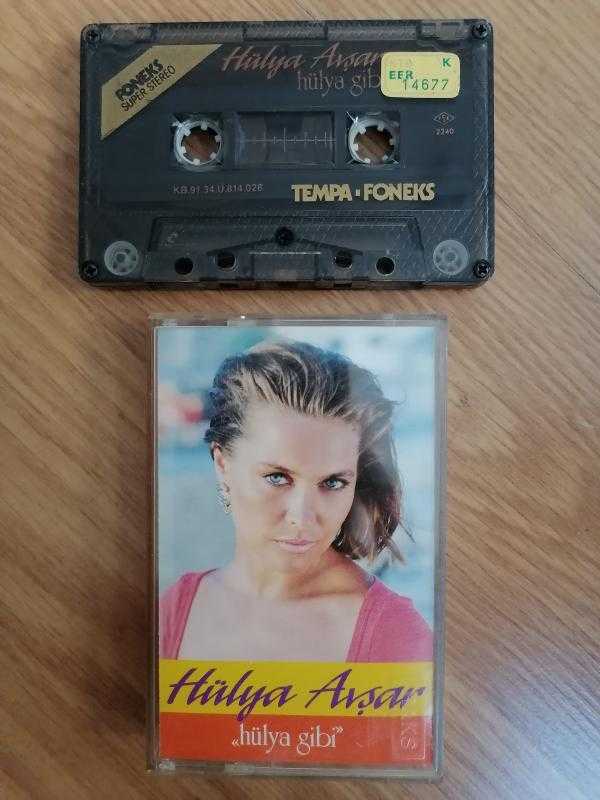 FONEKS
SUPER STEREO
Hülya Avşar
hülya gibi
K
EER
14677
2240
K.B.91.34.Ü.814.026
TEMPA FONEKS
Hülya Avşar
«hülya gibi»